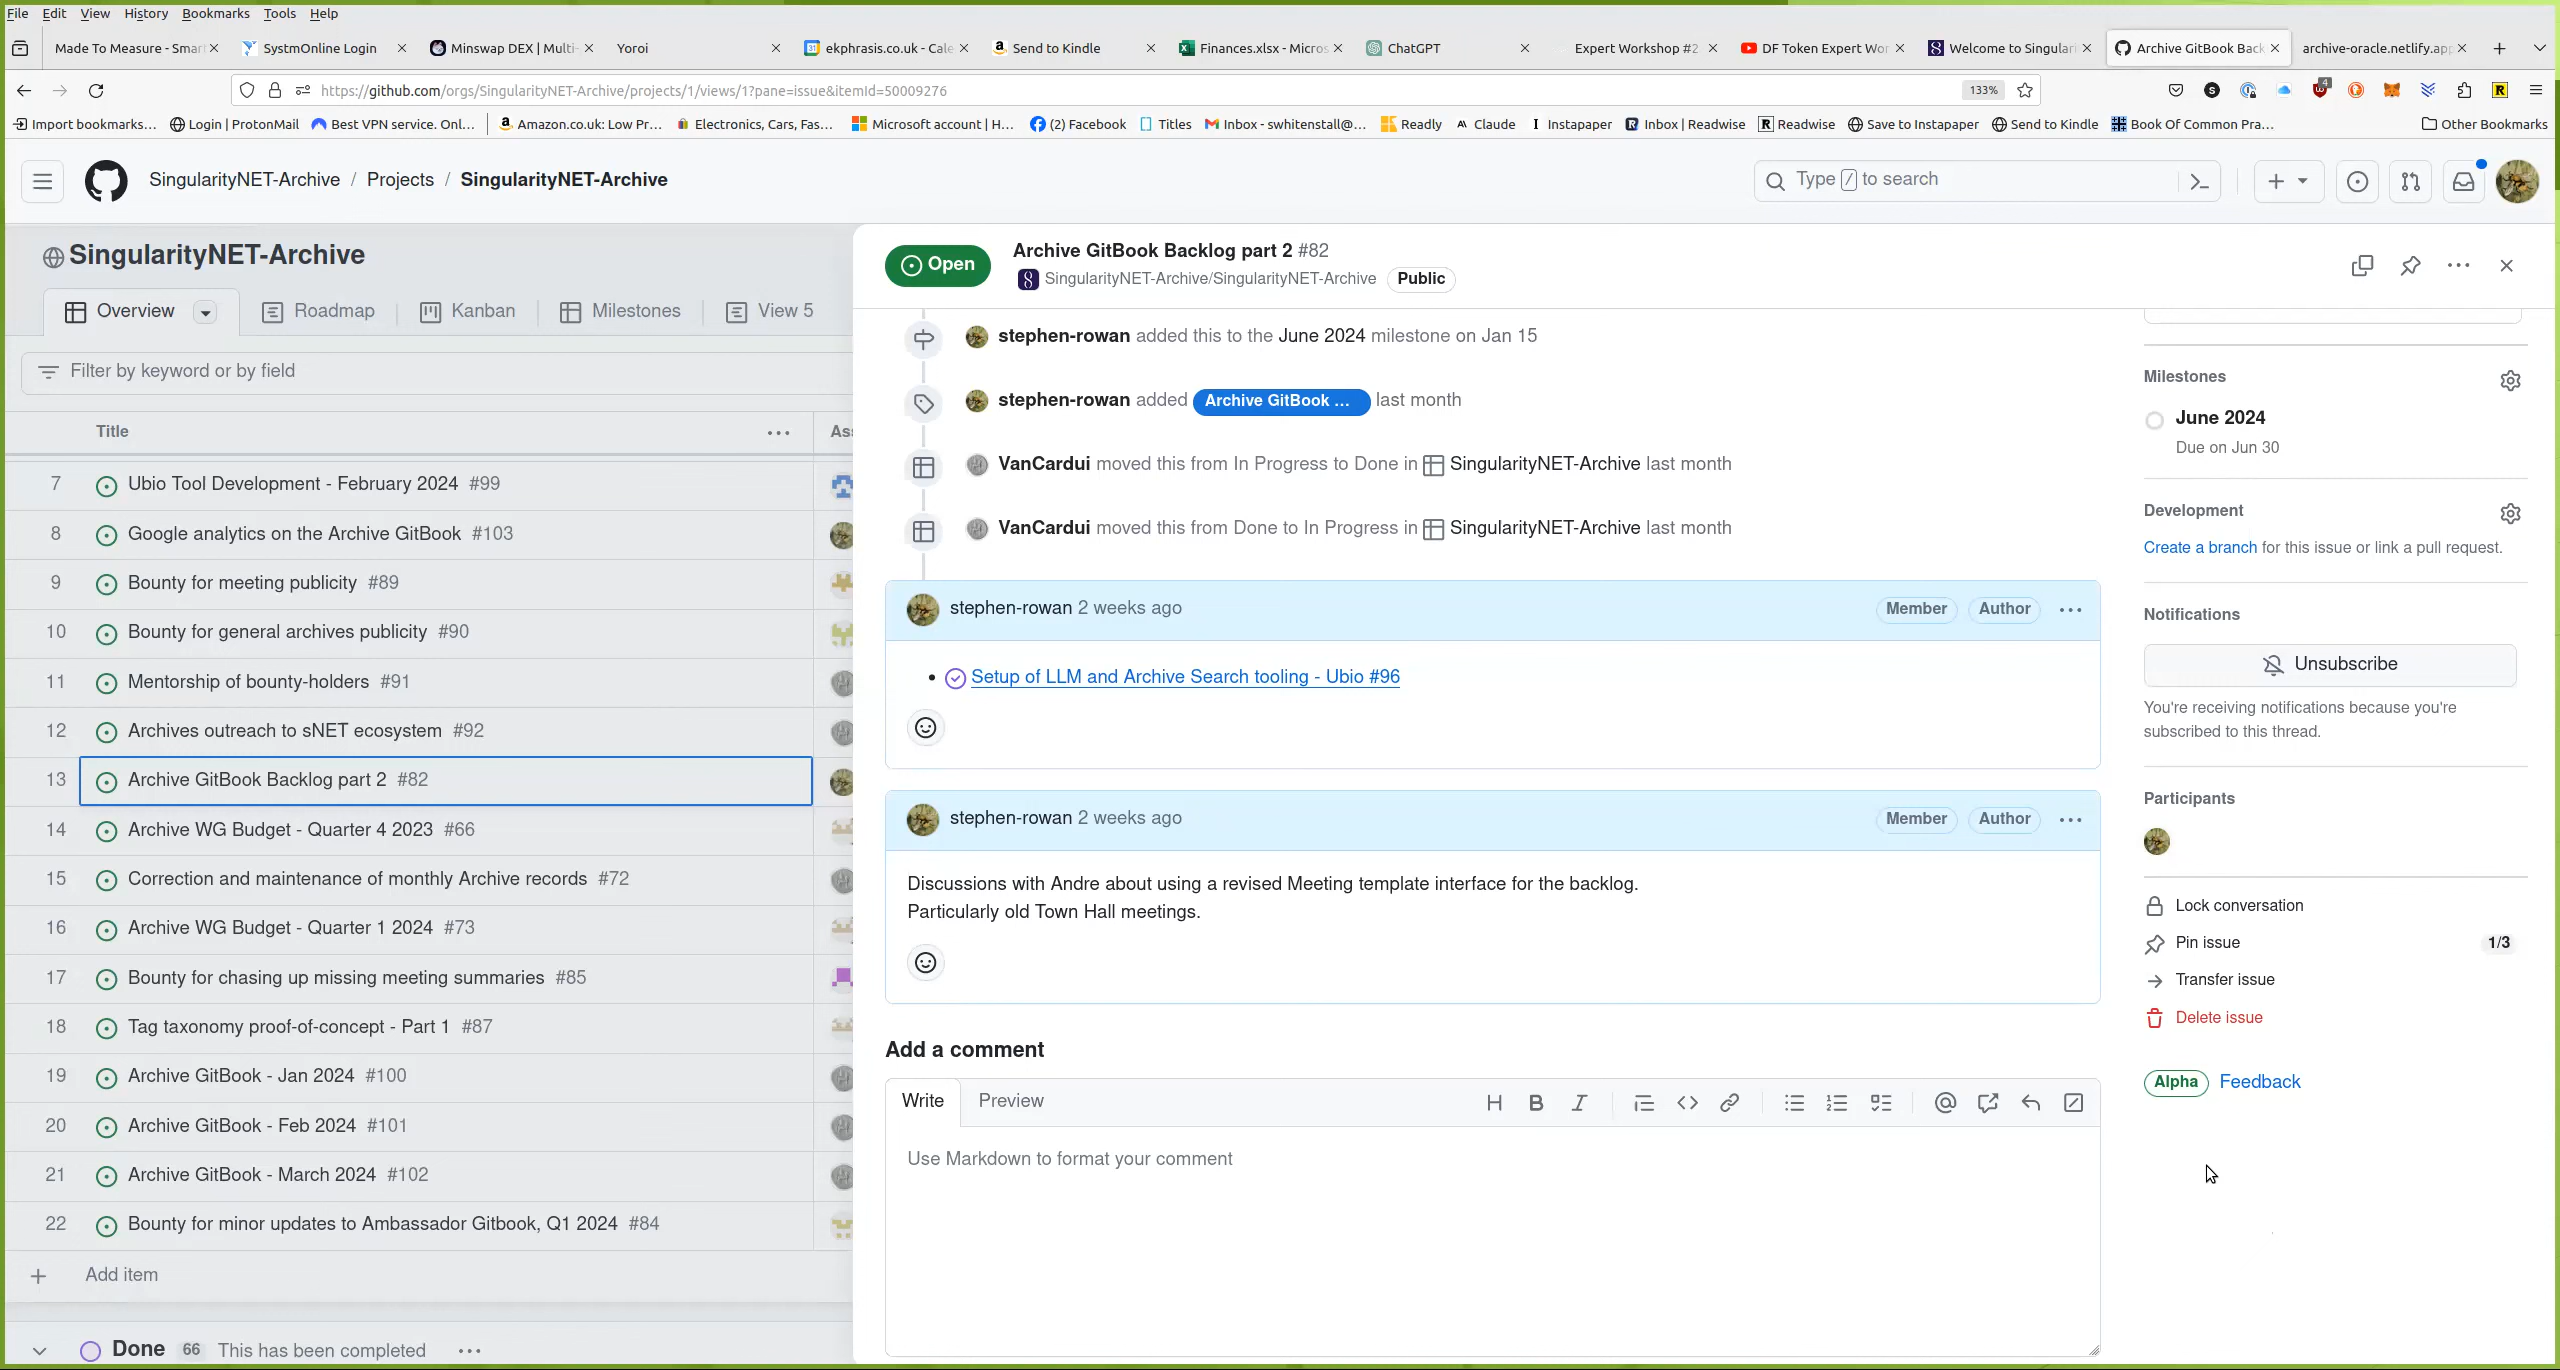 File Edit View History Bookmarks Tools Help
Made To Measure - Smar
SystmOnline Login
Minswap DEX | Multi-
Yoroi
ekphrasis.co.uk - Cale
Send to Kindle
Finances.xlsx - Micros
ChatGPT
Expert Workshop #2
DF Token Expert Wor
Welcome to Singulari
Archive GitBook Back
archive-oracle.netlify.app
https://github.com/orgs/SingularityNET-Archive/projects/1/views/1?pane=issue&itemId=50009276
133%
4
Import bookmarks...
Login | ProtonMail
Best VPN service. Onl...
Amazon.co.uk: Low Pr...
Electronics, Cars, Fas...
Microsoft account | H...
(2) Facebook
Titles
Inbox - swhitenstall@...
Readly
Claude
Instapaper
Inbox | Readwise
Readwise
Save to Instapaper
Send to Kindle
Book Of Common Pra...
Other Bookmarks
SingularityNET-Archive / Projects / SingularityNET-Archive
Type / to search
SingularityNET-Archive
Overview
Roadmap
Kanban
Milestones
View 5
Filter by keyword or by field
Title
Ass
7 Ubio Tool Development - February 2024 #99
8 Google analytics on the Archive GitBook #103
9 Bounty for meeting publicity #89
10 Bounty for general archives publicity #90
11 Mentorship of bounty-holders #91
12 Archives outreach to sNET ecosystem #92
13 Archive GitBook Backlog part 2 #82
14 Archive WG Budget - Quarter 4 2023 #66
15 Correction and maintenance of monthly Archive records #72
16 Archive WG Budget - Quarter 1 2024 #73
17 Bounty for chasing up missing meeting summaries #85
18 Tag taxonomy proof-of-concept - Part 1 #87
19 Archive GitBook - Jan 2024 #100
20 Archive GitBook - Feb 2024 #101
21 Archive GitBook - March 2024 #102
22 Bounty for minor updates to Ambassador Gitbook, Q1 2024 #84
Add item
Done 66 This has been completed
Open
Archive GitBook Backlog part 2 #82
SingularityNET-Archive/SingularityNET-Archive Public
stephen-rowan added this to the June 2024 milestone on Jan 15
stephen-rowan added Archive GitBook ... last month
VanCardui moved this from In Progress to Done in SingularityNET-Archive last month
VanCardui moved this from Done to In Progress in SingularityNET-Archive last month
stephen-rowan 2 weeks ago Member Author
Setup of LLM and Archive Search tooling - Ubio #96
stephen-rowan 2 weeks ago Member Author
Discussions with Andre about using a revised Meeting template interface for the backlog.
Particularly old Town Hall meetings.
Add a comment
Write Preview
Use Markdown to format your comment
Milestones
June 2024
Due on Jun 30
Development
Create a branch for this issue or link a pull request.
Notifications
Unsubscribe
You're receiving notifications because you're
subscribed to this thread.
Participants
Lock conversation
Pin issue 1/3
Transfer issue
Delete issue
Alpha Feedback